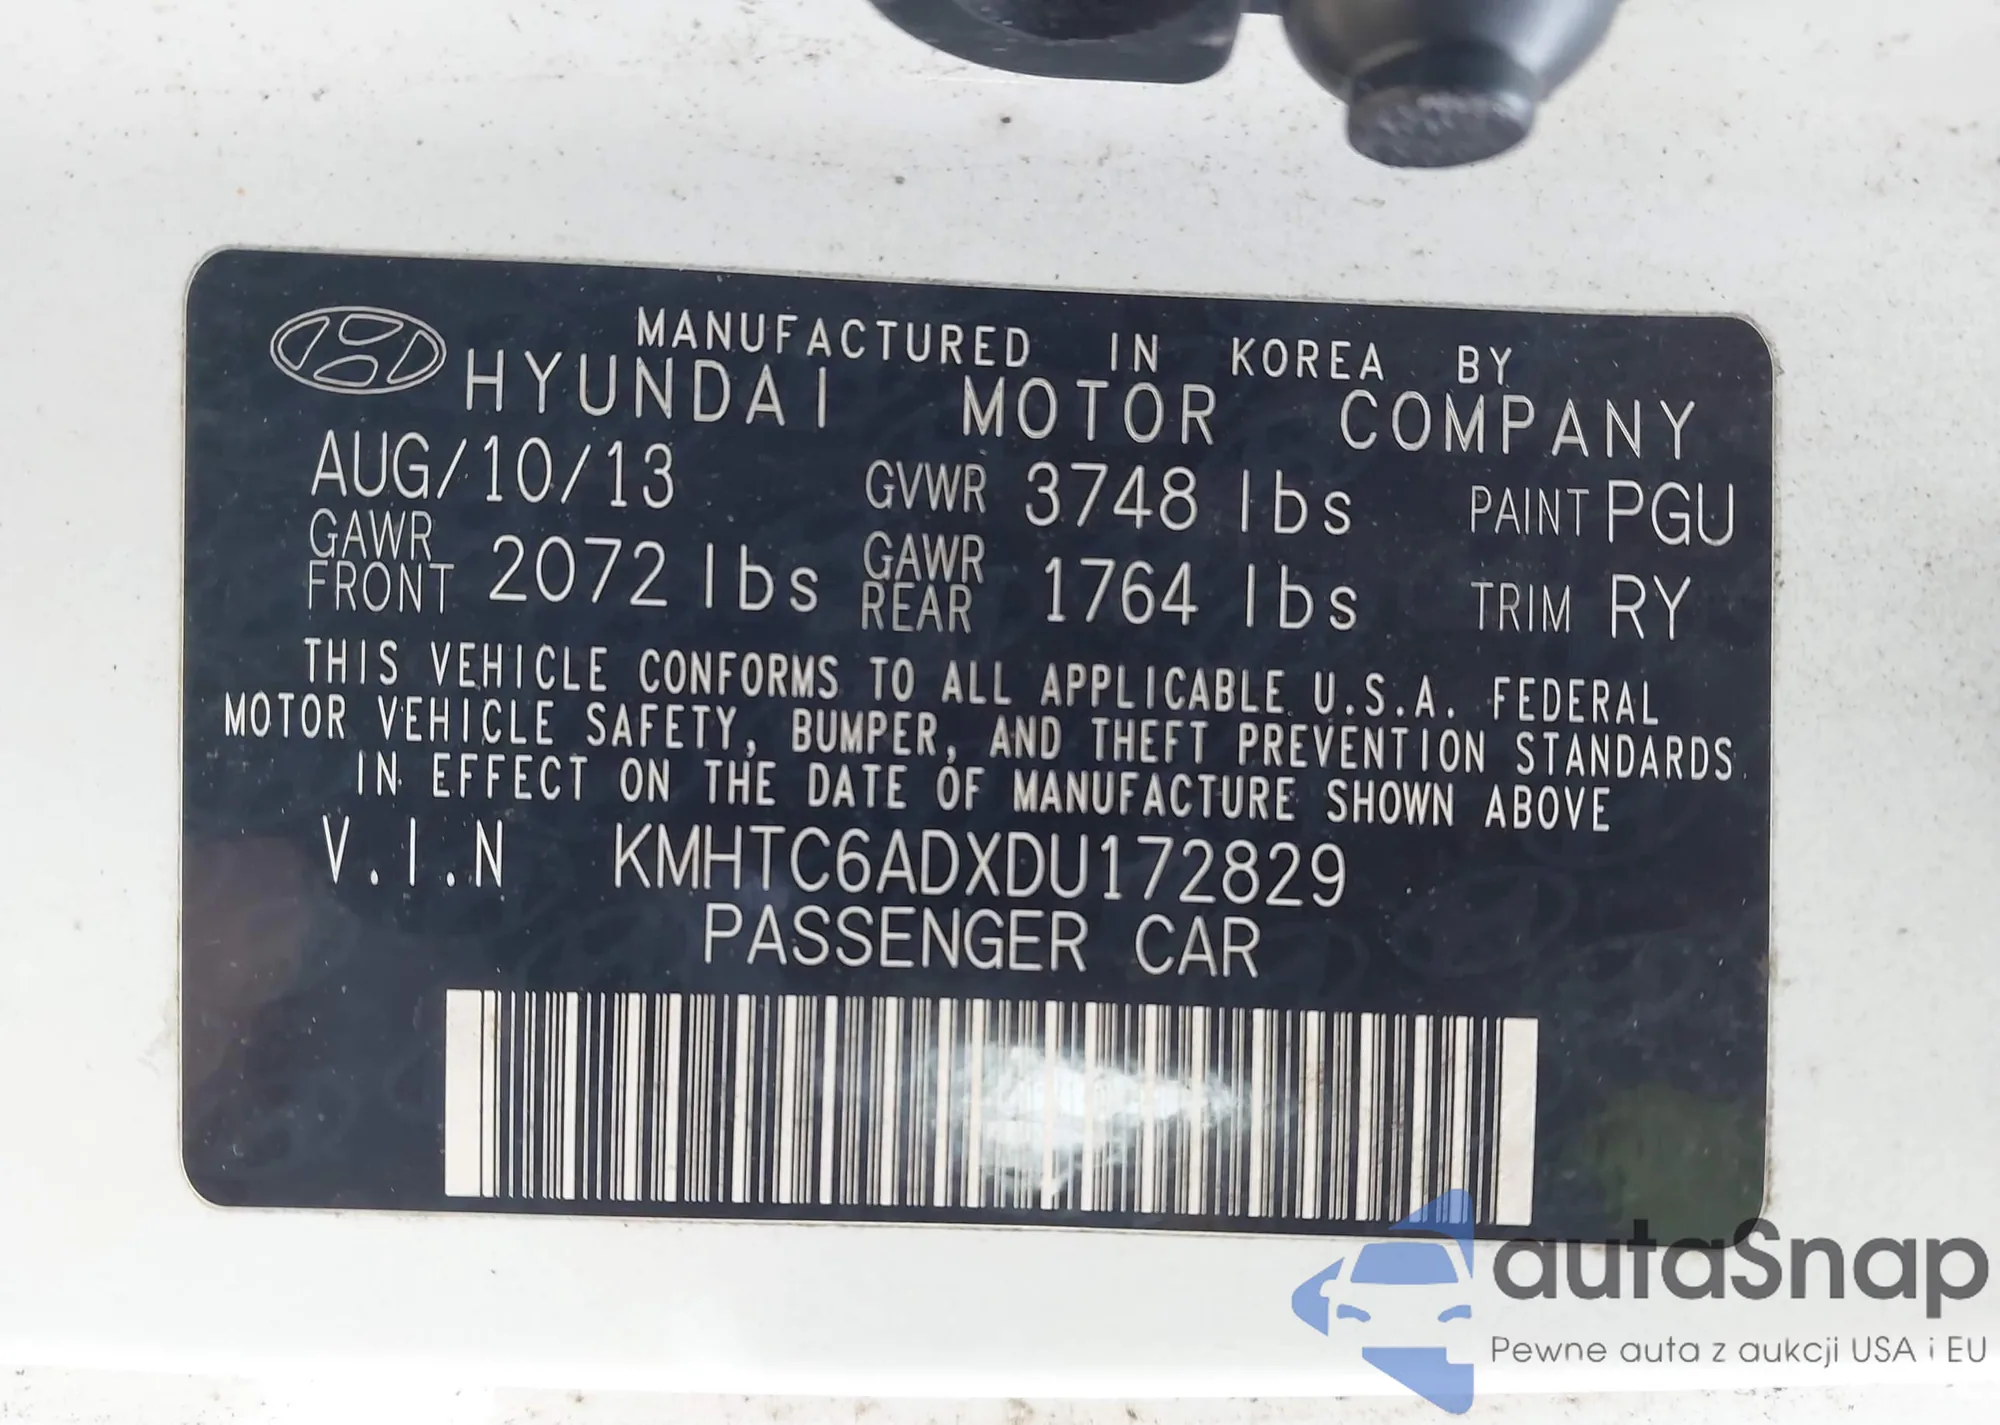 MANUFACTURED IN KOREA BY
HYUNDAI MOTOR COMPANY
AUG/10/13 GVWR 3748 lbs PAINT PGU
GAWR FRONT 2072 lbs GAWR REAR 1764 lbs TRIM RY
THIS VEHICLE CONFORMS TO ALL APPLICABLE U.S.A. FEDERAL
MOTOR VEHICLE SAFETY, BUMPER, AND THEFT PREVENTION STANDARDS
IN EFFECT ON THE DATE OF MANUFACTURE SHOWN ABOVE
V.I.N KMHTC6ADXDU172829
PASSENGER CAR
autaSnap
Pewne auta z aukcji USA i EU